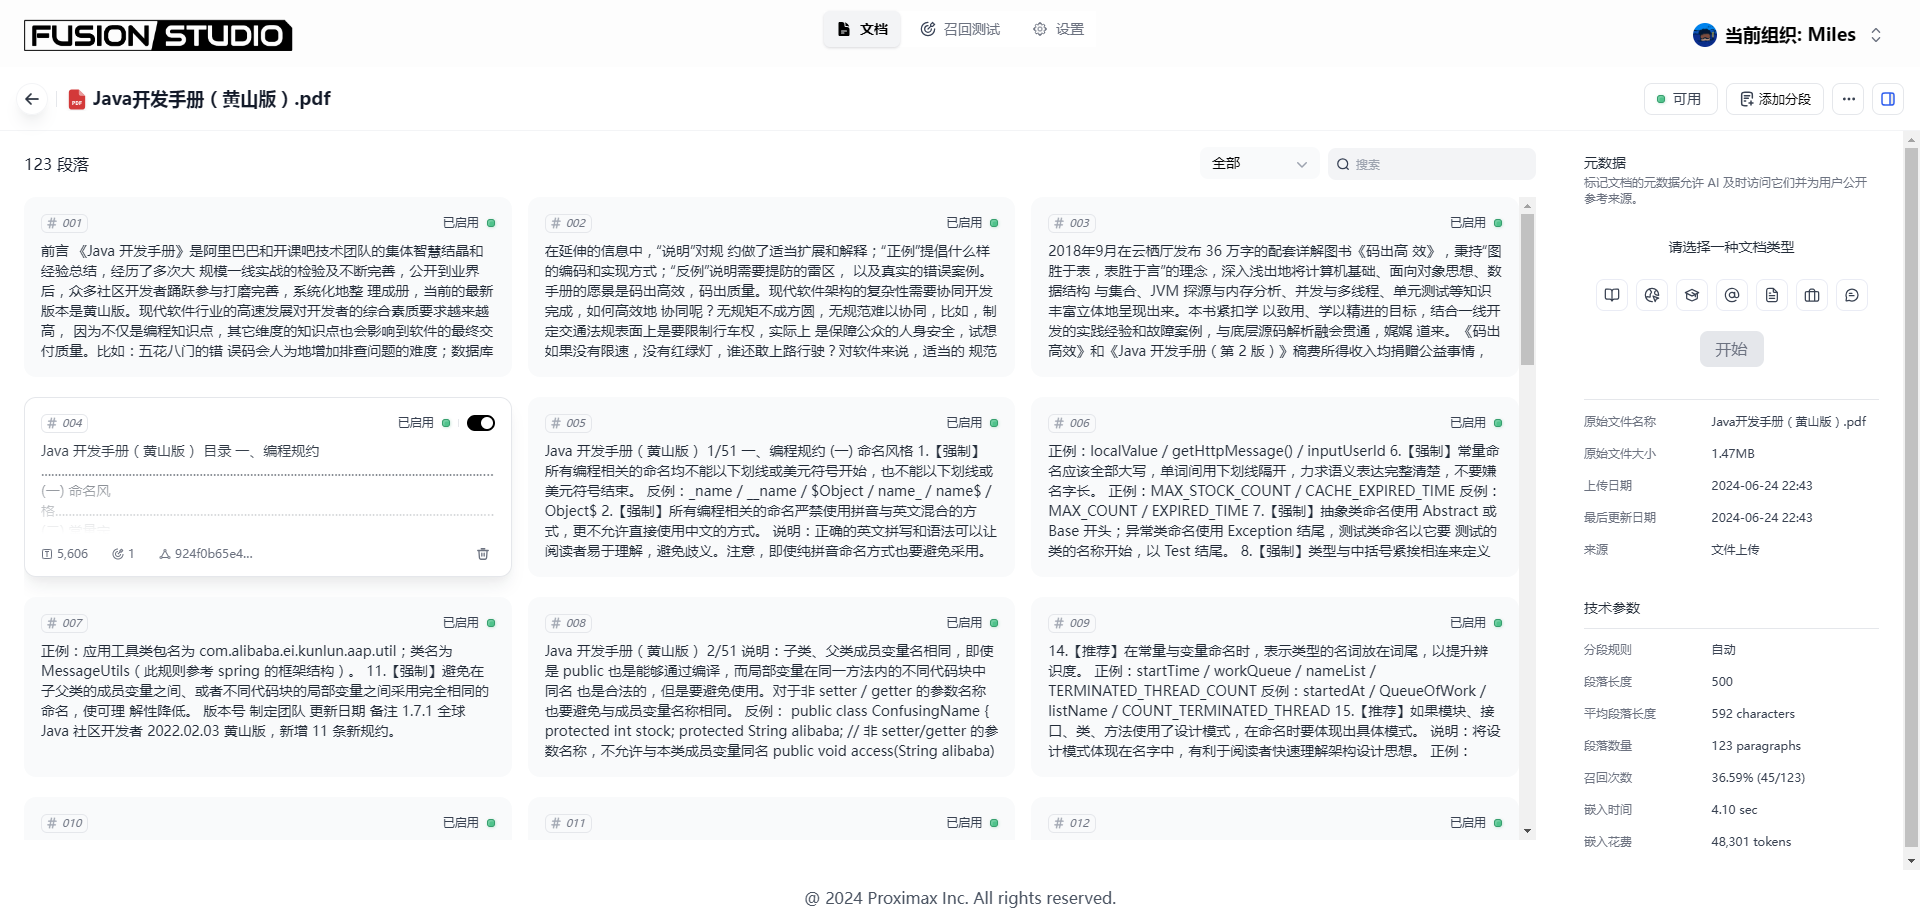 FUSION STUDIO
文档
召回测试
设置
当前组织: Miles
Java开发手册（黄山版）.pdf
可用
添加分段
123 段落
全部
搜索
# 001
已启用
前言 《Java 开发手册》是阿里巴巴和开课吧技术团队的集体智慧结晶和
经验总结，经历了多次大 规模一线实战的检验及不断完善，公开到业界
后，众多社区开发者踊跃参与打磨完善，系统化地整 理成册，当前的最新
版本是黄山版。现代软件行业的高速发展对开发者的综合素质要求越来越
高， 因为不仅是编程知识点，其它维度的知识点也会影响到软件的最终交
付质量。比如：五花八门的错 误码会人为地增加排查问题的难度；数据库
# 002
已启用
在延伸的信息中，“说明”对规 约做了适当扩展和解释；“正例”提倡什么样
的编码和实现方式；“反例”说明需要提防的雷区， 以及真实的错误案例。
手册的愿景是码出高效，码出质量。现代软件架构的复杂性需要协同开发
完成，如何高效地 协同呢？无规矩不成方圆，无规范难以协同，比如，制
定交通法规表面上是要限制行车权，实际上 是保障公众的人身安全，试想
如果没有限速，没有红绿灯，谁还敢上路行驶？对软件来说，适当的 规范
# 003
已启用
2018年9月在云栖厅发布 36 万字的配套详解图书《码出高 效》，秉持“图
胜于表，表胜于言”的理念，深入浅出地将计算机基础、面向对象思想、数
据结构 与集合、JVM 探源与内存分析、并发与多线程、单元测试等知识
丰富立体地呈现出来。本书紧扣学 以致用、学以精进的目标，结合一线开
发的实践经验和故障案例，与底层源码解析融会贯通，娓娓 道来。《码出
高效》和《Java 开发手册（第 2 版）》稿费所得收入均捐赠公益事情，
# 004
已启用
Java 开发手册（黄山版） 目录 一、编程规约
(一) 命名风
格
5,606
1
924f0b65e4...
# 005
已启用
Java 开发手册（黄山版） 1/51 一、编程规约 (一) 命名风格 1.【强制】
所有编程相关的命名均不能以下划线或美元符号开始，也不能以下划线或
美元符号结束。 反例：_name / __name / $Object / name_ / name$ /
Object$ 2.【强制】所有编程相关的命名严禁使用拼音与英文混合的方
式，更不允许直接使用中文的方式。 说明：正确的英文拼写和语法可以让
阅读者易于理解，避免歧义。注意，即使纯拼音命名方式也要避免采用。
# 006
已启用
正例：localValue / getHttpMessage() / inputUserId 6.【强制】常量命
名应该全部大写，单词间用下划线隔开，力求语义表达完整清楚，不要嫌
名字长。 正例：MAX_STOCK_COUNT / CACHE_EXPIRED_TIME 反例：
MAX_COUNT / EXPIRED_TIME 7.【强制】抽象类命名使用 Abstract 或
Base 开头；异常类命名使用 Exception 结尾，测试类命名以它要 测试的
类的名称开始，以 Test 结尾。 8.【强制】类型与中括号紧挨相连来定义
# 007
已启用
正例：应用工具类包名为 com.alibaba.ei.kunlun.aap.util；类名为
MessageUtils（此规则参考 spring 的框架结构）。 11.【强制】避免在
子父类的成员变量之间、或者不同代码块的局部变量之间采用完全相同的
命名，使可理 解性降低。 版本号 制定团队 更新日期 备注 1.7.1 全球
Java 社区开发者 2022.02.03 黄山版，新增 11 条新规约。
# 008
已启用
Java 开发手册（黄山版） 2/51 说明：子类、父类成员变量名相同，即使
是 public 也是能够通过编译，而局部变量在同一方法内的不同代码块中
同名 也是合法的，但是要避免使用。对于非 setter / getter 的参数名称
也要避免与成员变量名称相同。 反例： public class ConfusingName {
protected int stock; protected String alibaba; // 非 setter/getter 的参
数名称，不允许与本类成员变量同名 public void access(String alibaba)
# 009
已启用
14.【推荐】在常量与变量命名时，表示类型的名词放在词尾，以提升辨
识度。 正例：startTime / workQueue / nameList /
TERMINATED_THREAD_COUNT 反例：startedAt / QueueOfWork /
listName / COUNT_TERMINATED_THREAD 15.【推荐】如果模块、接
口、类、方法使用了设计模式，在命名时要体现出具体模式。 说明：将设
计模式体现在名字中，有利于阅读者快速理解架构设计思想。 正例：
# 010
已启用
# 011
已启用
# 012
已启用
元数据
标记文档的元数据允许 AI 及时访问它们并为用户公开
参考来源。
请选择一种文档类型
开始
原始文件名称 Java开发手册（黄山版）.pdf
原始文件大小 1.47MB
上传日期 2024-06-24 22:43
最后更新日期 2024-06-24 22:43
来源 文件上传
技术参数
分段规则 自动
段落长度 500
平均段落长度 592 characters
段落数量 123 paragraphs
召回次数 36.59% (45/123)
嵌入时间 4.10 sec
嵌入花费 48,301 tokens
@ 2024 Proximax Inc. All rights reserved.